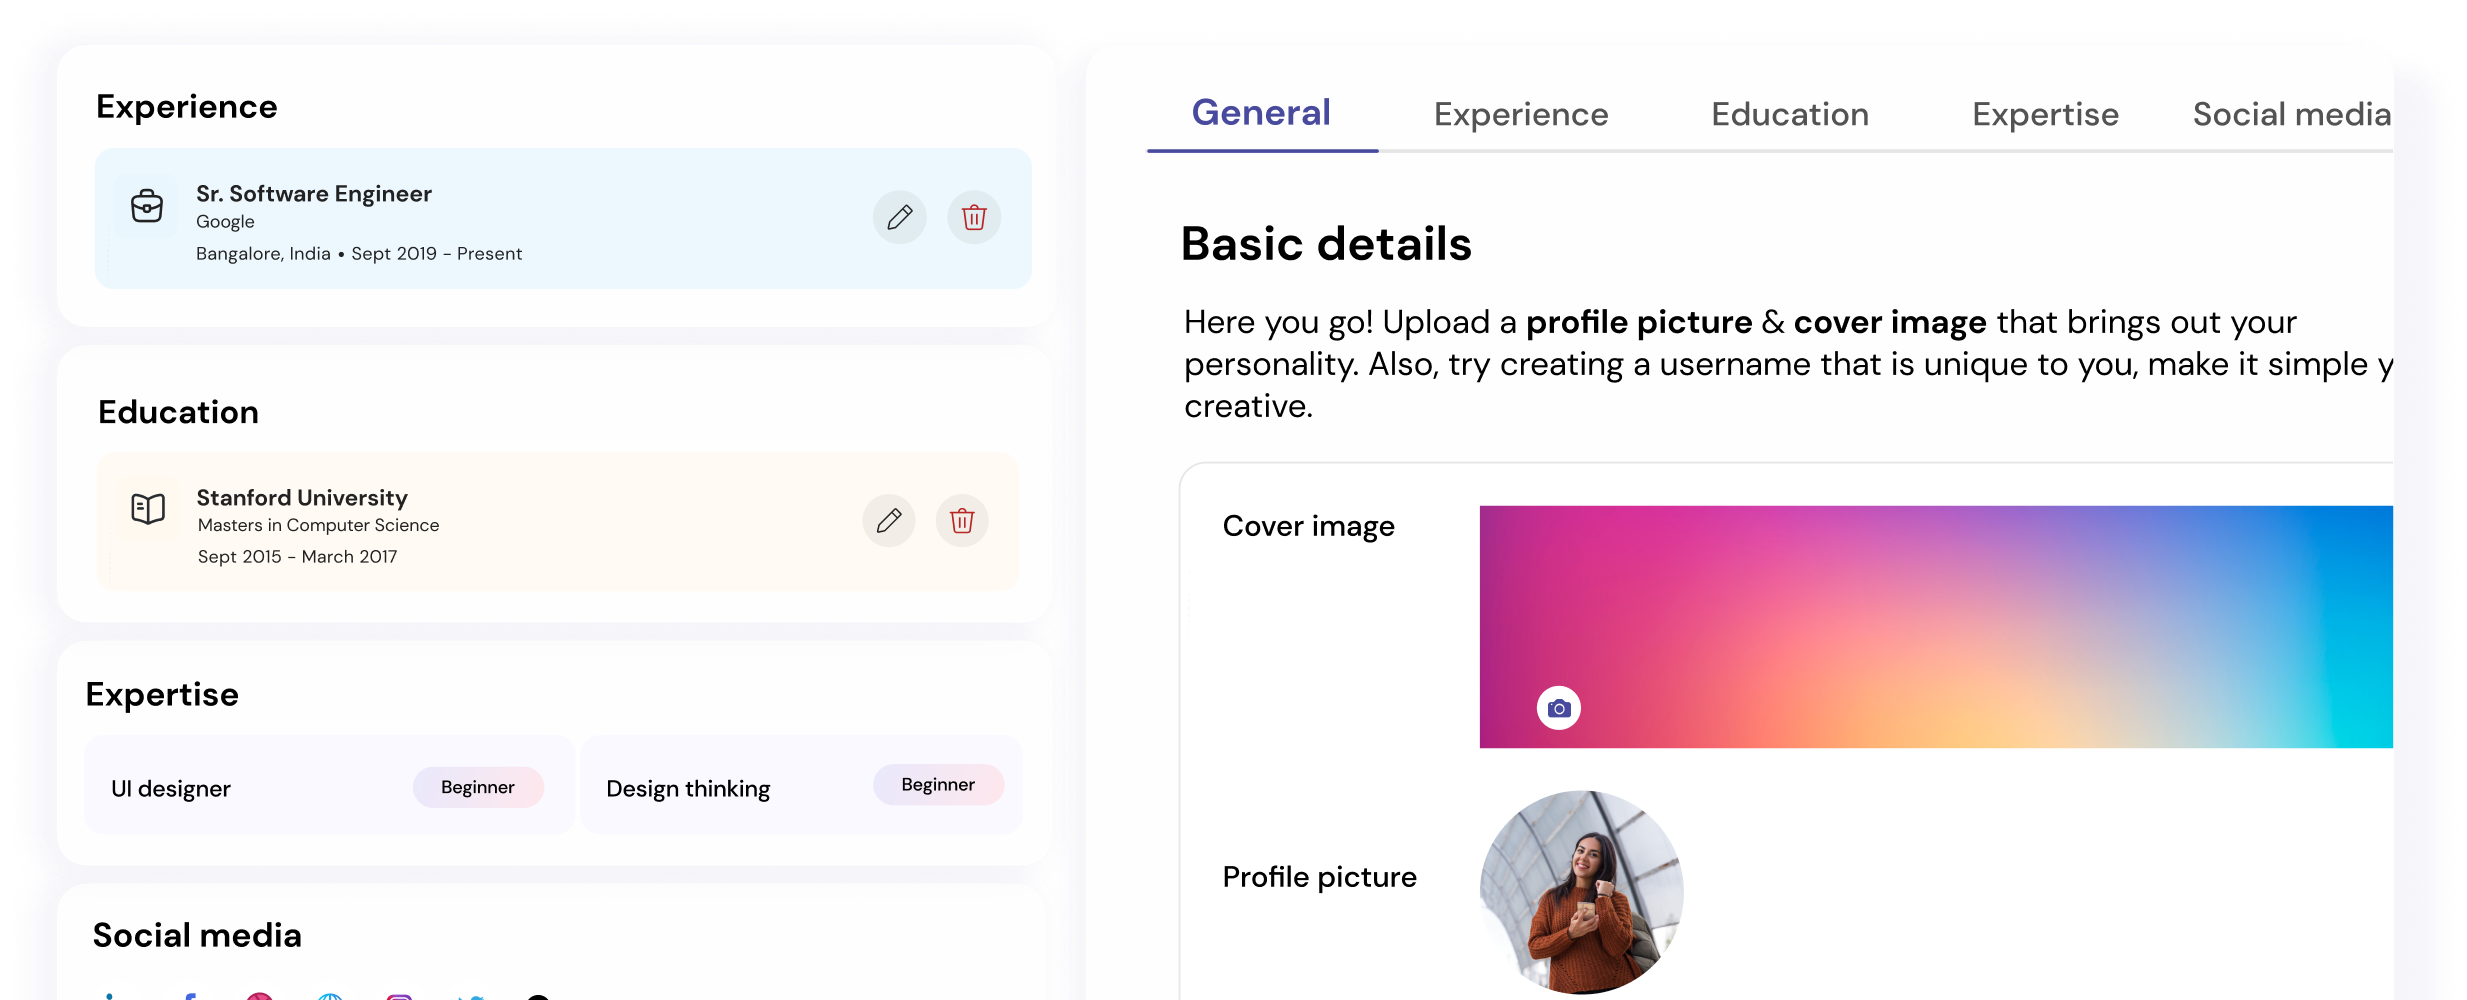 Experience
Sr. Software Engineer
Google
Bangalore, India • Sept 2019 - Present
Education
Stanford University
Masters in Computer Science
Sept 2015 - March 2017
Expertise
UI designer
Beginner
Design thinking
Beginner
Social media
General Experience Education Expertise Social media
Basic details
Here you go! Upload a profile picture & cover image that brings out your
personality. Also, try creating a username that is unique to you, make it simple y
creative.
Cover image
Profile picture